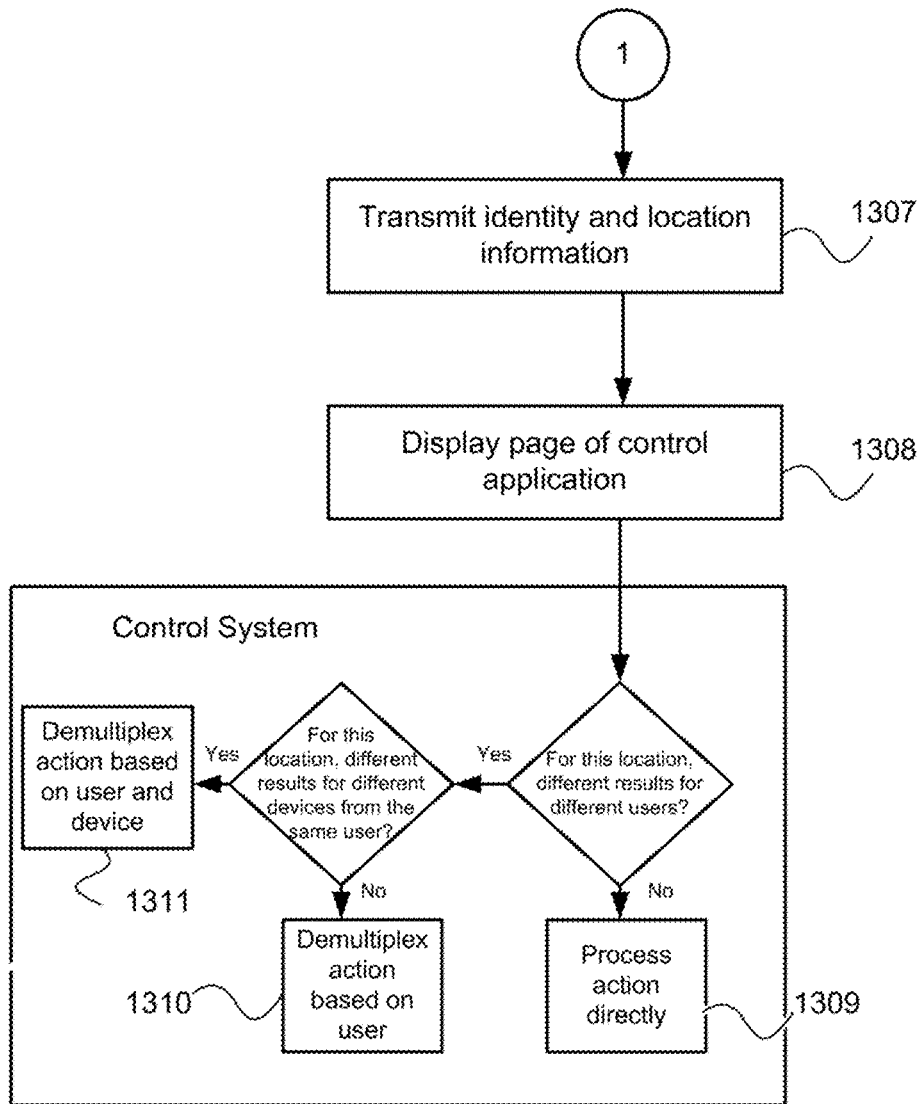 1
Transmit identity and location
information
1307
Display page of control
application
1308
Control System
Demultiplex
action based
on user and
device
Yes
For this
location, different
results for different
devices from the
same user?
Yes
For this location,
different results for
different users?
1311
No
No
Demultiplex
action
based on
user
Process
action
directly
1310
1309